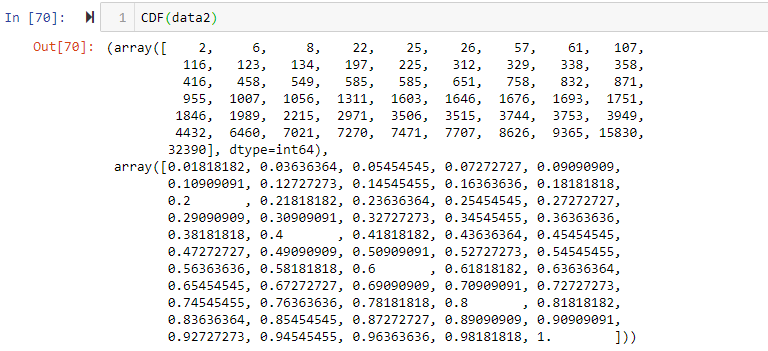 In [70]: 1 CDF(data2)
Out[70]: (array([    2,     6,     8,    22,    25,    26,    57,    61,   107,
         116,   123,   134,   197,   225,   312,   329,   338,   358,
         416,   458,   549,   585,   585,   651,   758,   832,   871,
         955,  1007,  1056,  1311,  1603,  1646,  1676,  1693,  1751,
        1846,  1989,  2215,  2971,  3506,  3515,  3744,  3753,  3949,
        4432,  6460,  7021,  7270,  7471,  7707,  8626,  9365, 15830,
       32390], dtype=int64),
 array([0.01818182, 0.03636364, 0.05454545, 0.07272727, 0.09090909,
        0.10909091, 0.12727273, 0.14545455, 0.16363636, 0.18181818,
        0.2       , 0.21818182, 0.23636364, 0.25454545, 0.27272727,
        0.29090909, 0.30909091, 0.32727273, 0.34545455, 0.36363636,
        0.38181818, 0.4       , 0.41818182, 0.43636364, 0.45454545,
        0.47272727, 0.49090909, 0.50909091, 0.52727273, 0.54545455,
        0.56363636, 0.58181818, 0.6       , 0.61818182, 0.63636364,
        0.65454545, 0.67272727, 0.69090909, 0.70909091, 0.72727273,
        0.74545455, 0.76363636, 0.78181818, 0.8       , 0.81818182,
        0.83636364, 0.85454545, 0.87272727, 0.89090909, 0.90909091,
        0.92727273, 0.94545455, 0.96363636, 0.98181818, 1.        ]))